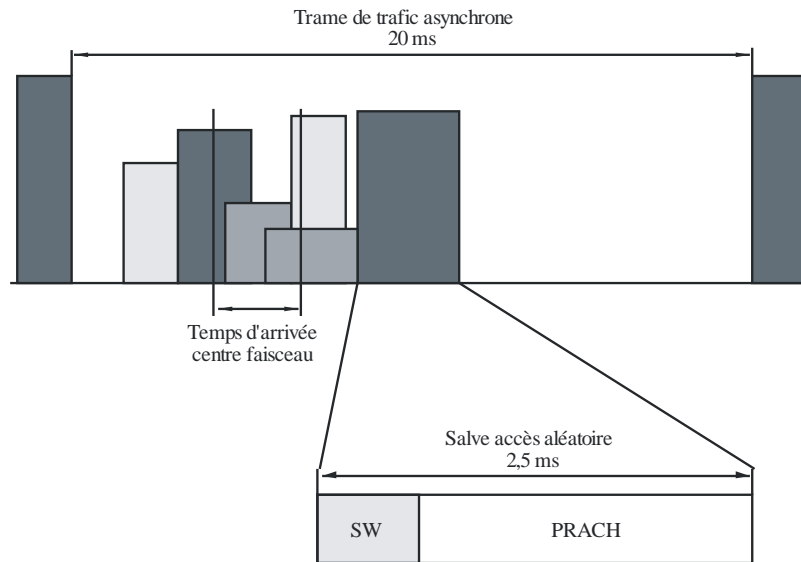 Trame de trafic asynchrone
20 ms
Temps d'arrivée
centre faisceau
Salve accès aléatoire
2,5 ms
SW
PRACH